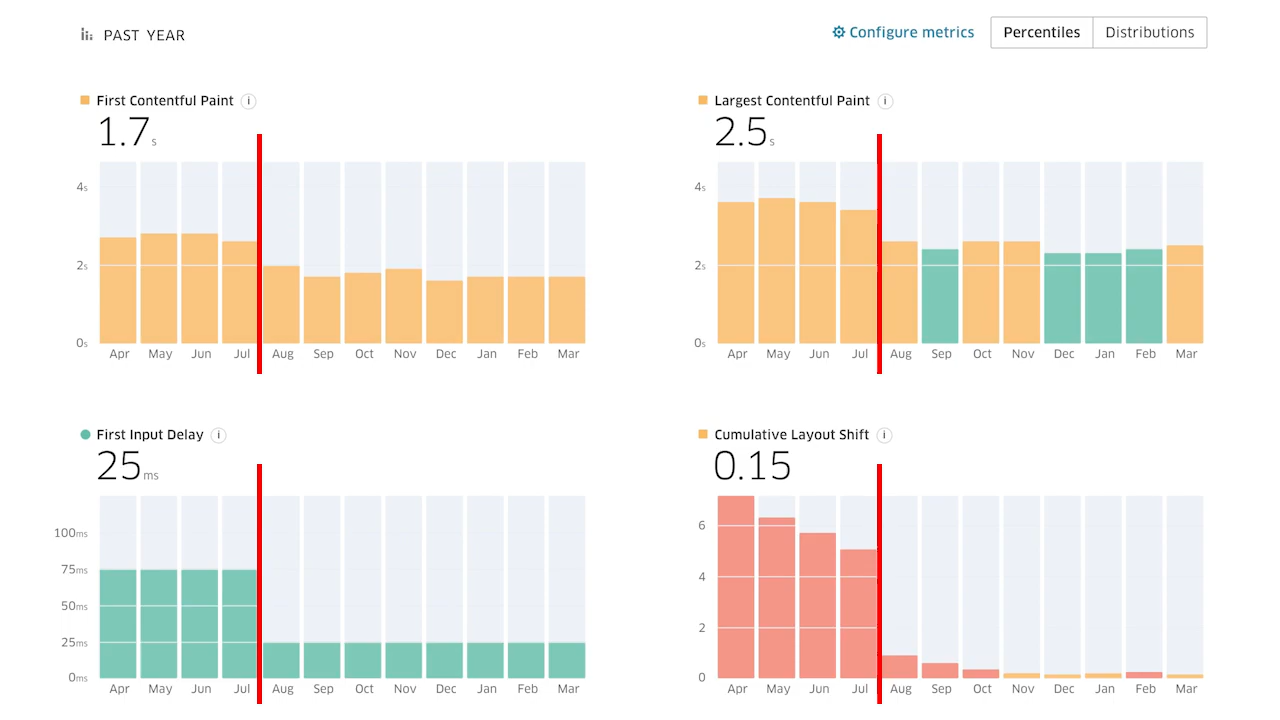 PAST YEAR
Configure metrics
Percentiles
Distributions
First Contentful Paint i
1.7s
4s
2s
0s
Apr May Jun Jul Aug Sep Oct Nov Dec Jan Feb Mar
Largest Contentful Paint i
2.5s
4s
2s
0s
Apr May Jun Jul Aug Sep Oct Nov Dec Jan Feb Mar
First Input Delay i
25ms
100ms
75ms
50ms
25ms
0ms
Apr May Jun Jul Aug Sep Oct Nov Dec Jan Feb Mar
Cumulative Layout Shift i
0.15
6
4
2
0
Apr May Jun Jul Aug Sep Oct Nov Dec Jan Feb Mar